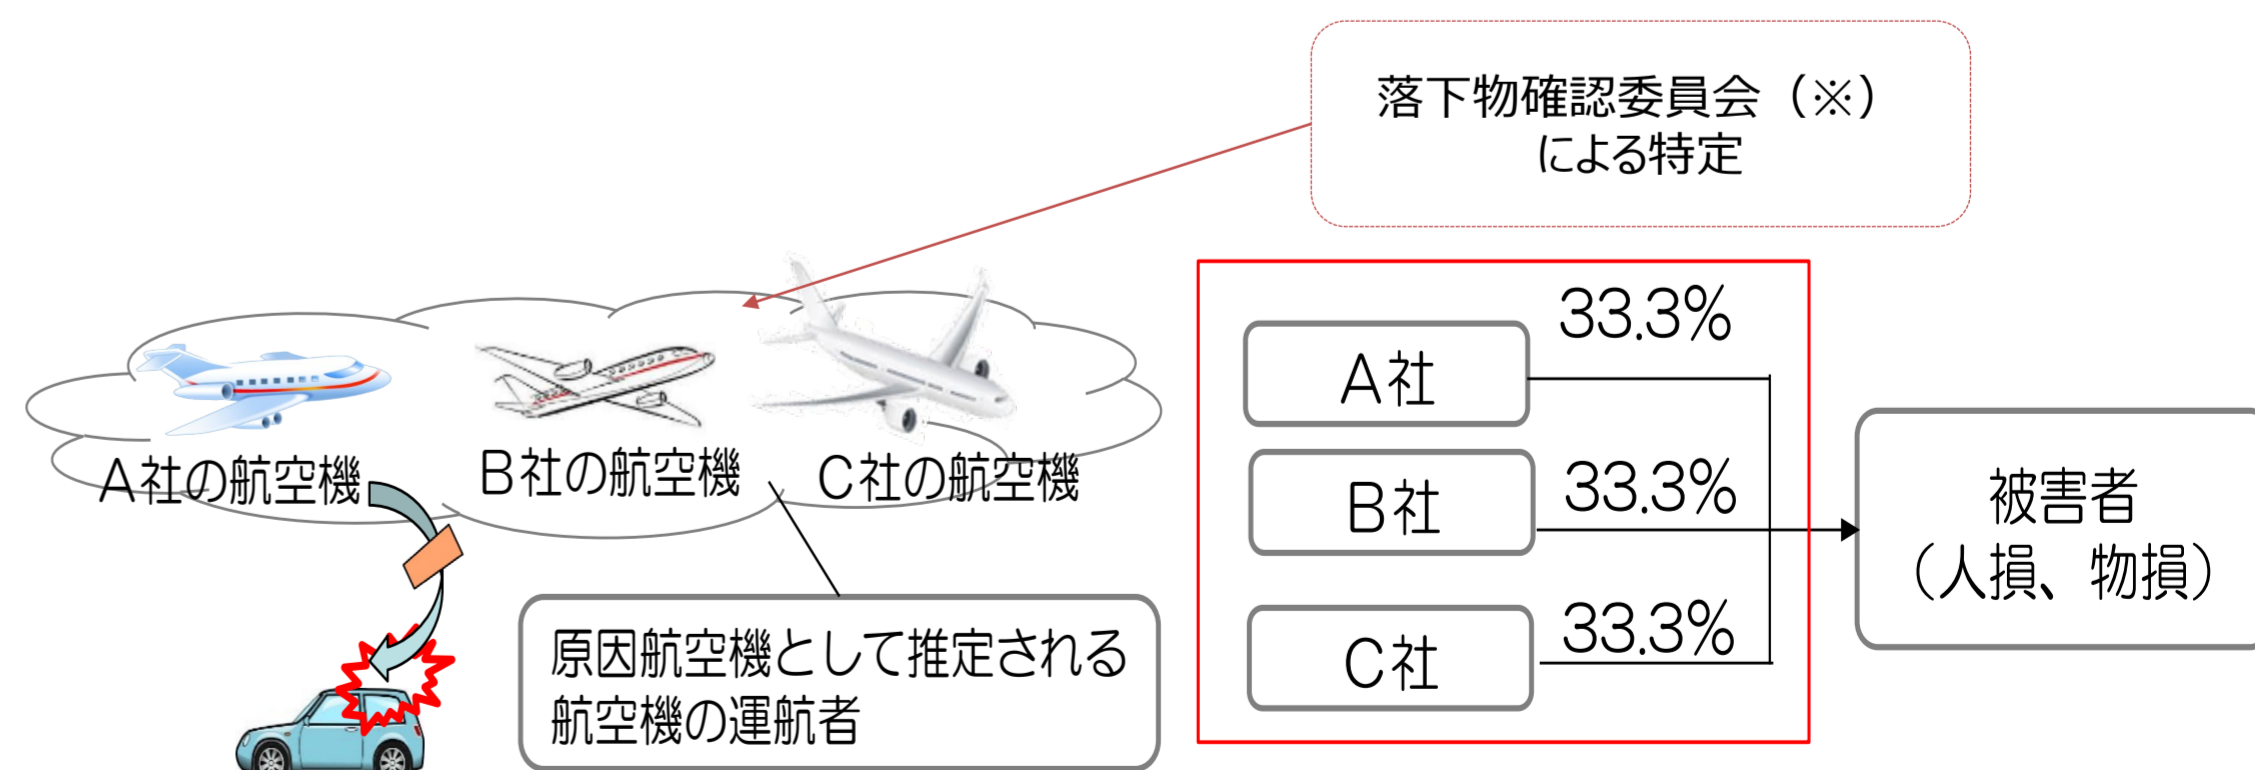 落下物確認委員会（※）
による特定
A社の航空機
B社の航空機
C社の航空機
原因航空機として推定される
航空機の運航者
A社
33.3%
B社
33.3%
C社
33.3%
被害者
（人損、物損）